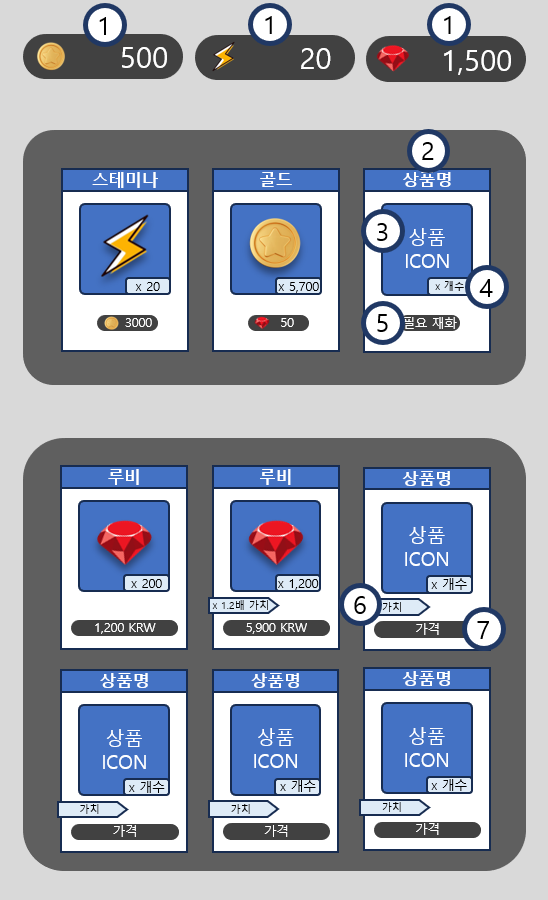 1 1 1
500 20 1,500
2
스테미나 골드 상품명
3 상품
ICON
x 20 x 5,700 x 개수 4
3000 50 5 필요 재화
루비 루비 상품명
상품
ICON
x 200 x 1,200 x 개수
x 1.2배 가치 6 가치
1,200 KRW 5,900 KRW 가격 7
상품명 상품명 상품명
상품 상품 상품
ICON ICON ICON
x 개수 x 개수 x 개수
가치 가치 가치
가격 가격 가격